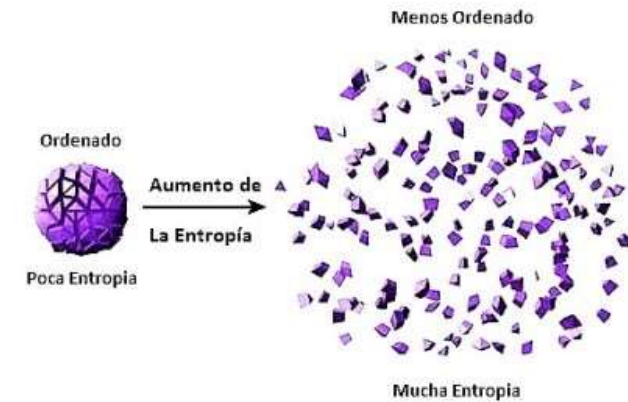 Menos Ordenado
Ordenado
Aumento de
La Entropía
Poca Entropia
Mucha Entropia